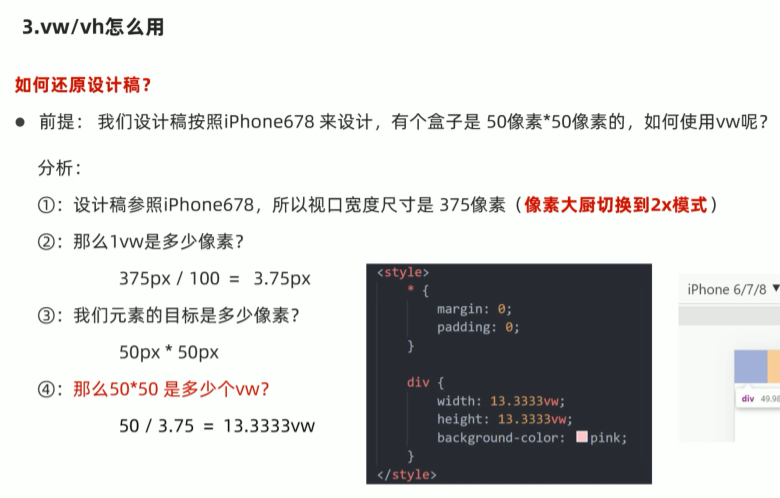 3.vw/vh怎么用
如何还原设计稿？
● 前提： 我们设计稿按照iPhone678 来设计，有个盒子是 50像素*50像素的，如何使用vw呢？
分析：
①：设计稿参照iPhone678，所以视口宽度尺寸是 375像素（像素大厨切换到2x模式）
②：那么1vw是多少像素？
375px / 100 = 3.75px
③：我们元素的目标是多少像素？
50px * 50px
④：那么50*50 是多少个vw？
50 / 3.75 = 13.3333vw
<style>
* {
margin: 0;
padding: 0;
}
div {
width: 13.3333vw;
height: 13.3333vw;
background-color: pink;
}
</style>
iPhone 6/7/8 ▼
div 49.98